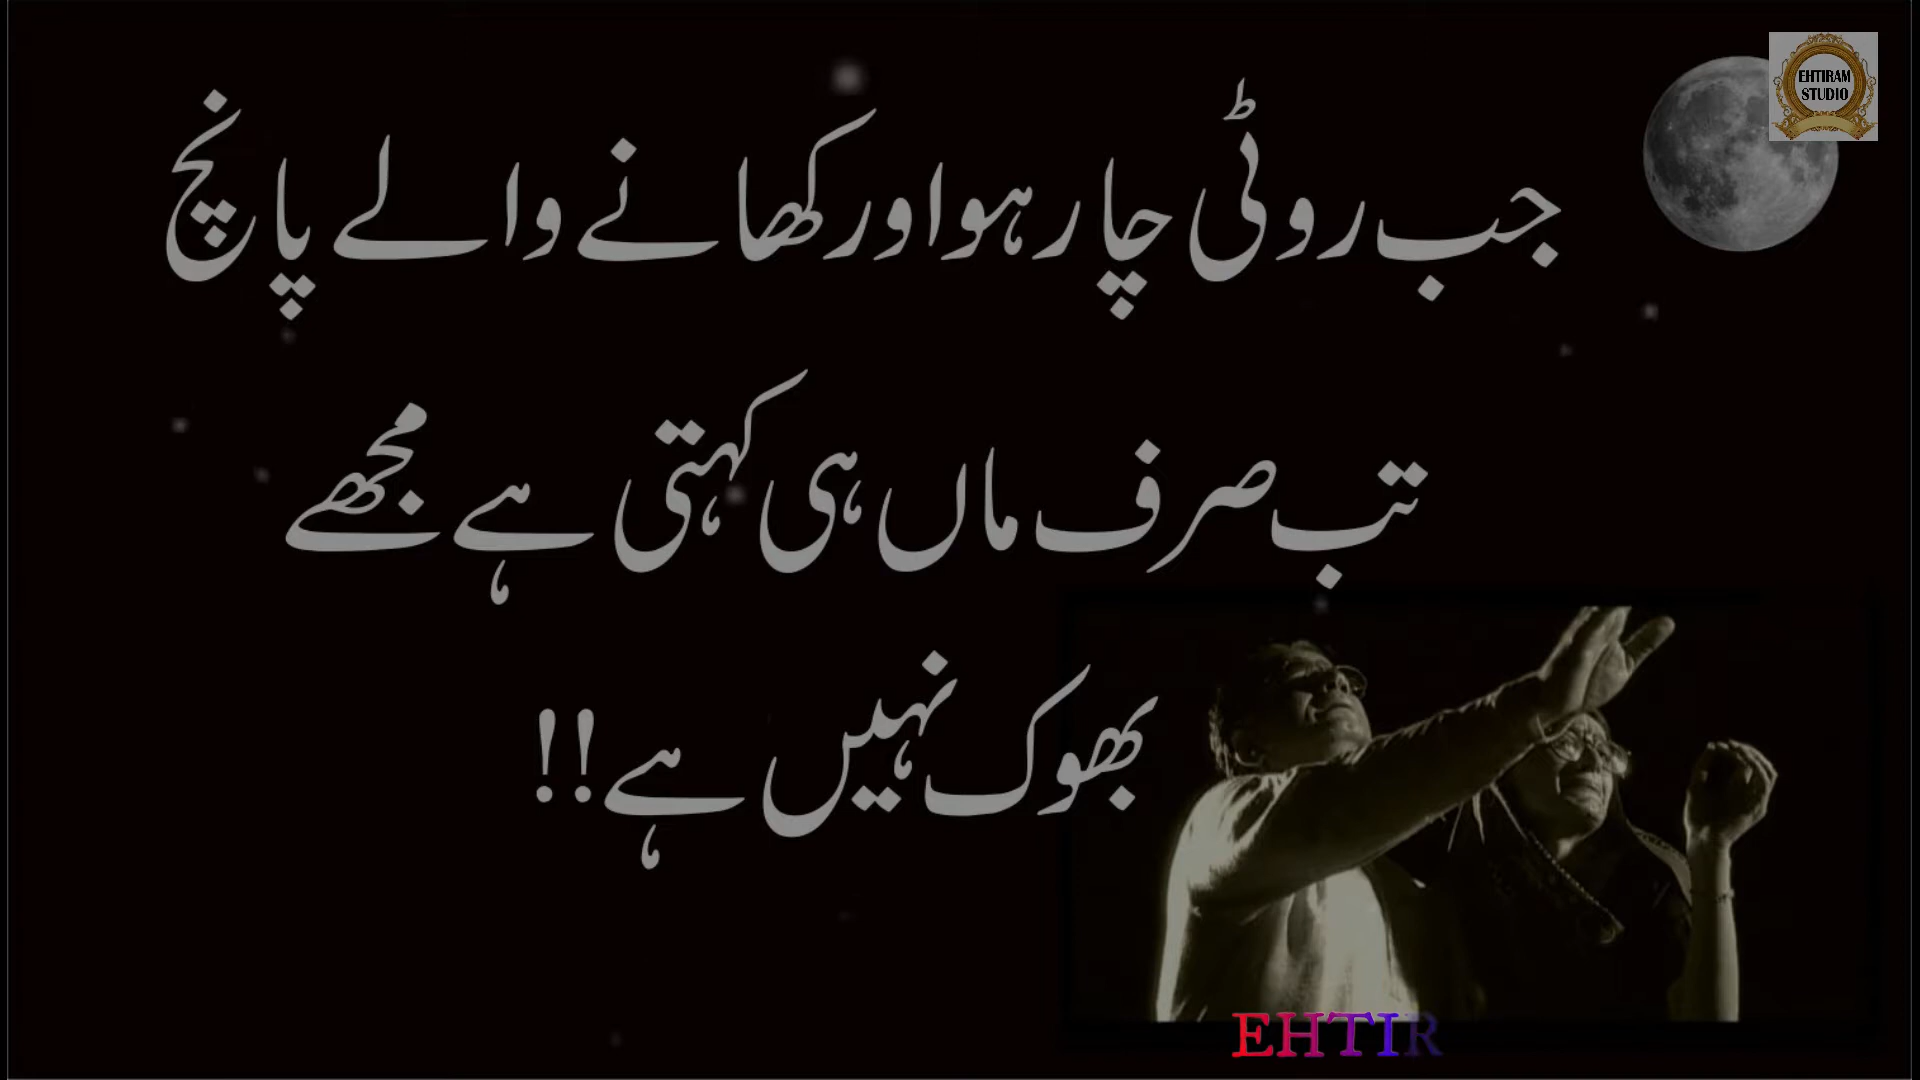 EHTIRAM
STUDIO
جب روٹی چار ہو اور کھانے والے پانچ
تب صرف ماں ہی کہتی ہے مجھے
بھوک نہیں ہے!!
EHTIR